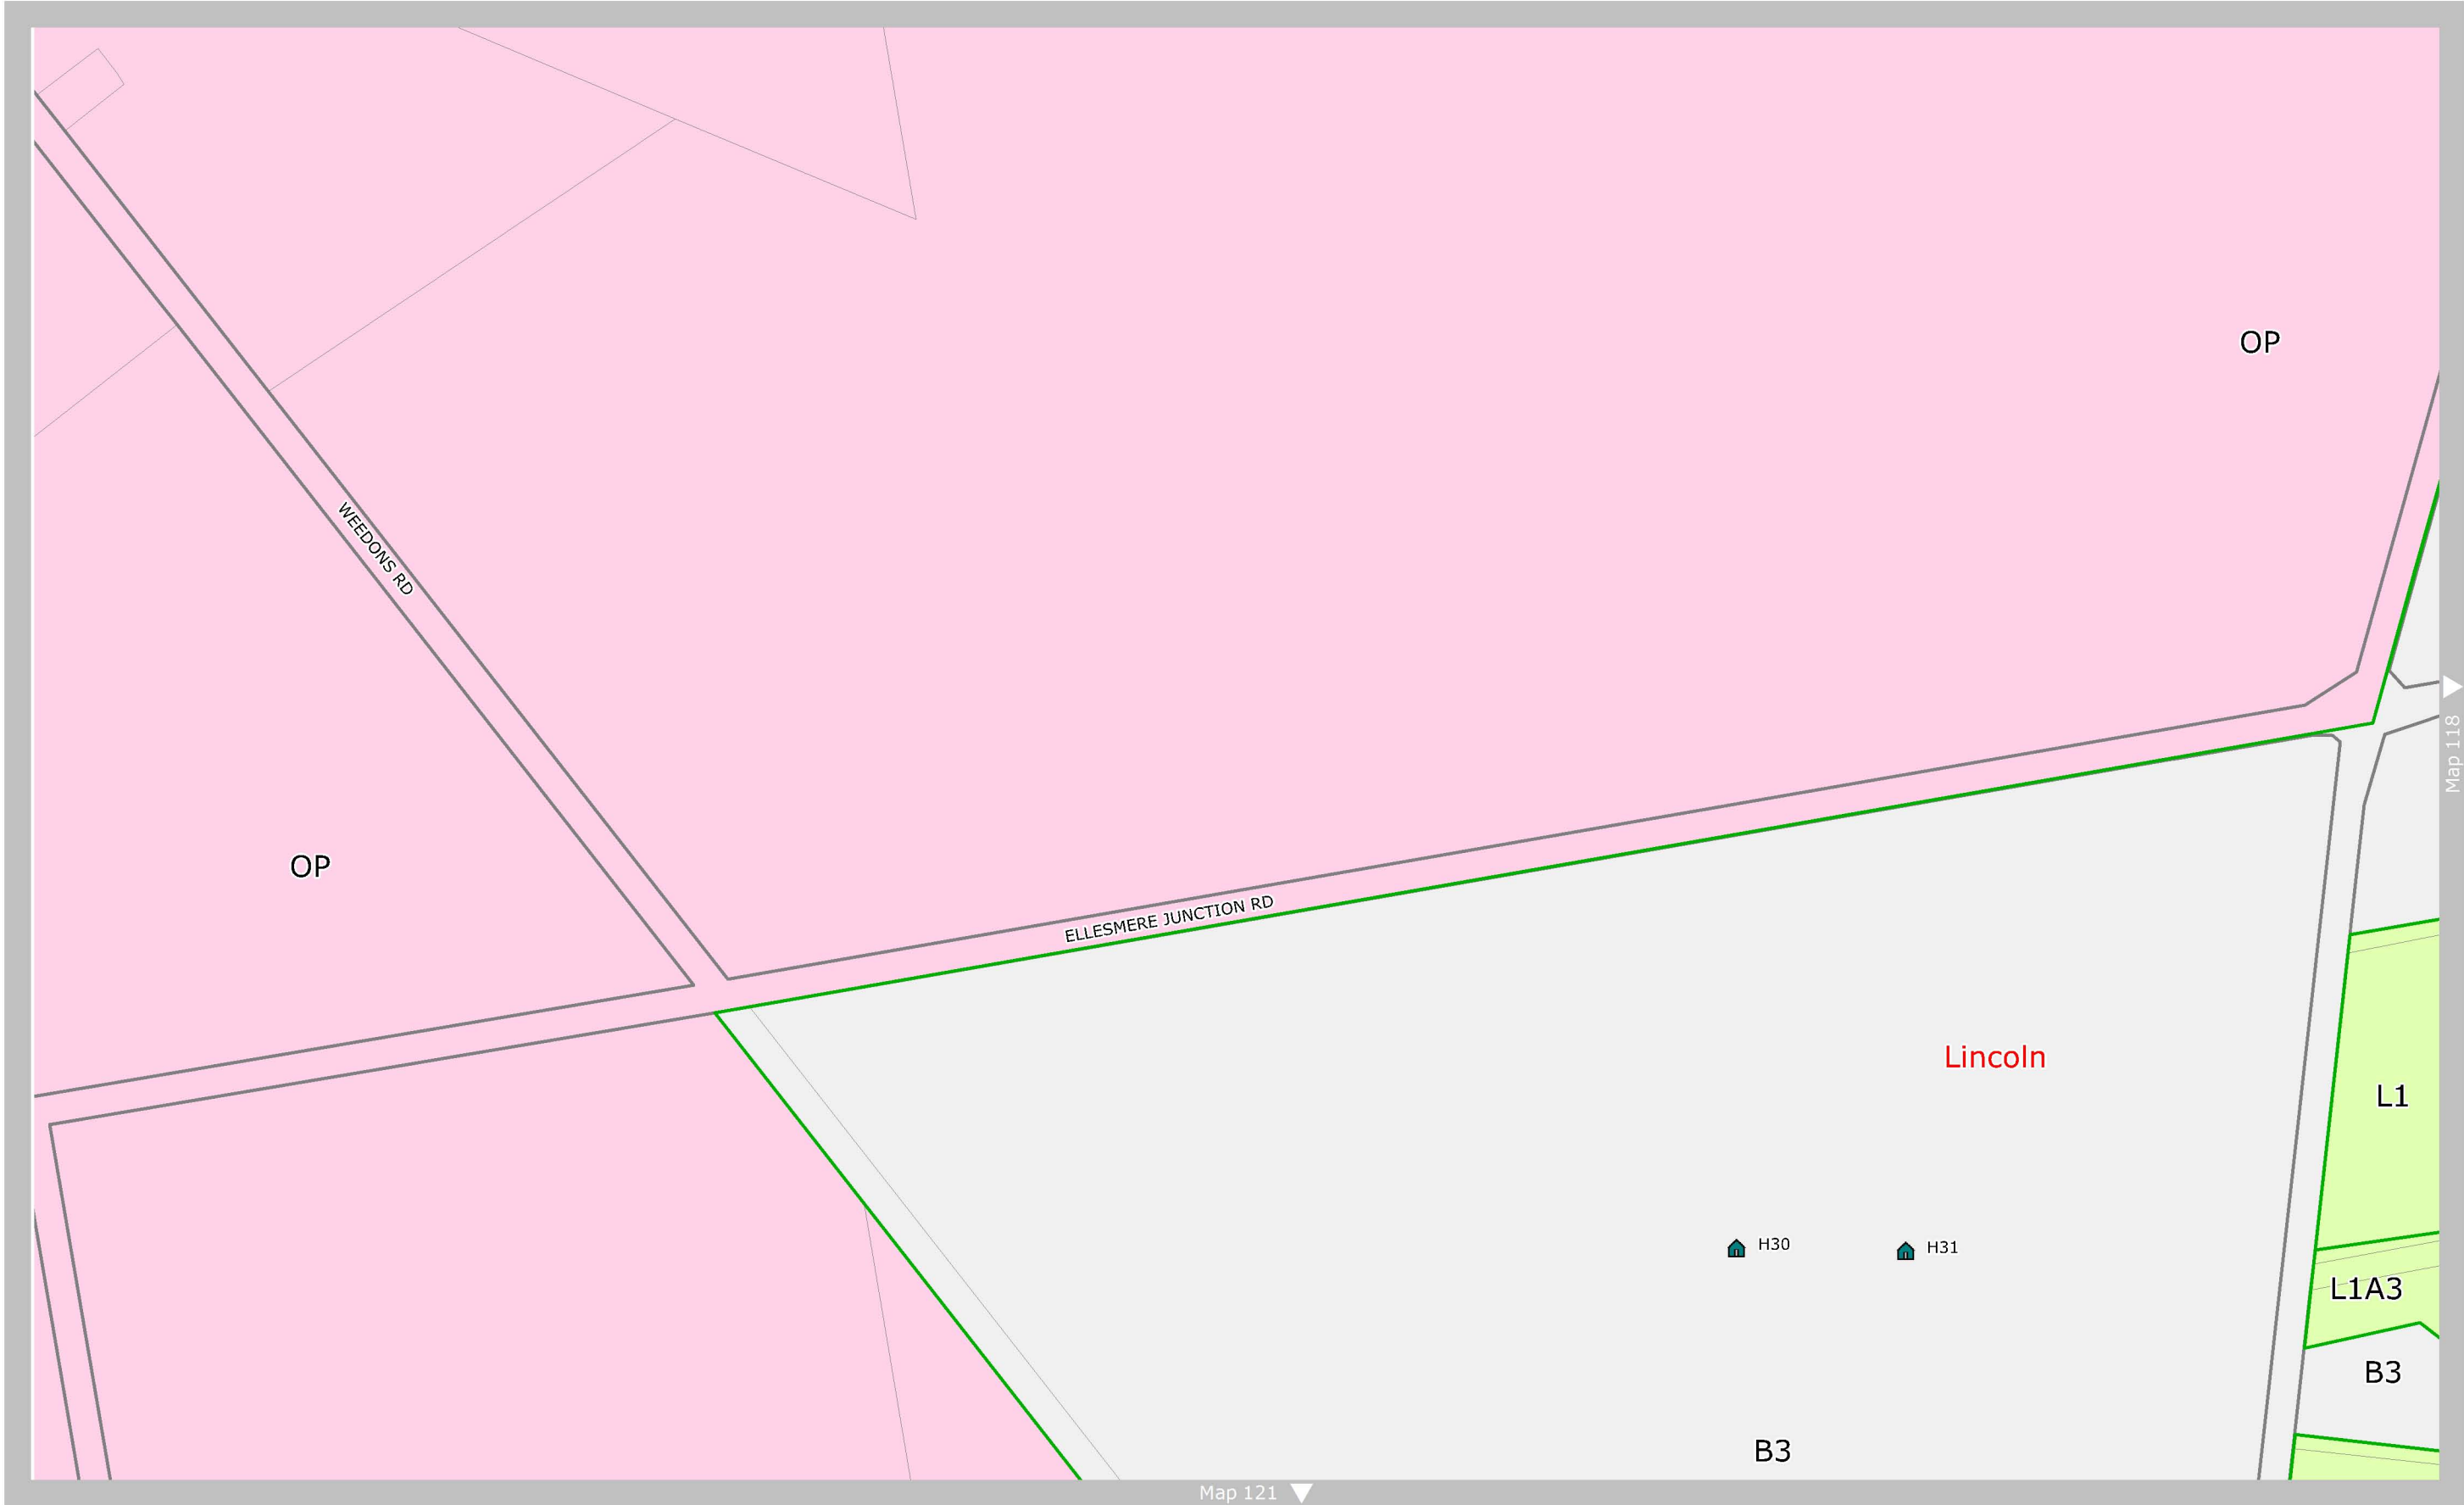 OP
WEEDONS RD
Map 118
OP
ELLESMERE JUNCTION RD
Lincoln
L1
H30
H31
L1A3
B3
B3
Map 121